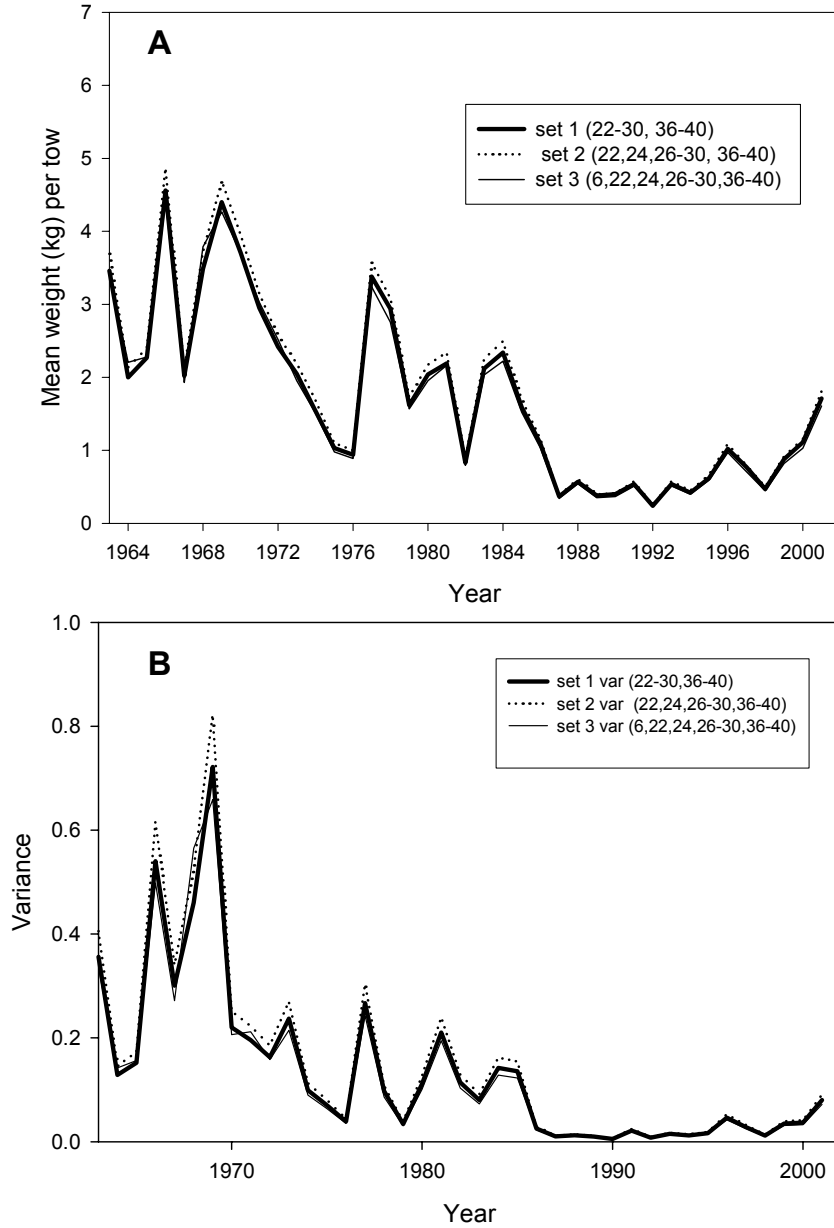 A
set 1 (22-30, 36-40)
set 2 (22,24,26-30, 36-40)
set 3 (6,22,24,26-30,36-40)
Mean weight (kg) per tow
7
6
5
4
3
2
1
0
1964 1968 1972 1976 1980 1984 1988 1992 1996 2000
Year
B
set 1 var (22-30,36-40)
set 2 var (22,24,26-30,36-40)
set 3 var (6,22,24,26-30,36-40)
Variance
1.0
0.8
0.6
0.4
0.2
0.0
1970 1980 1990 2000
Year